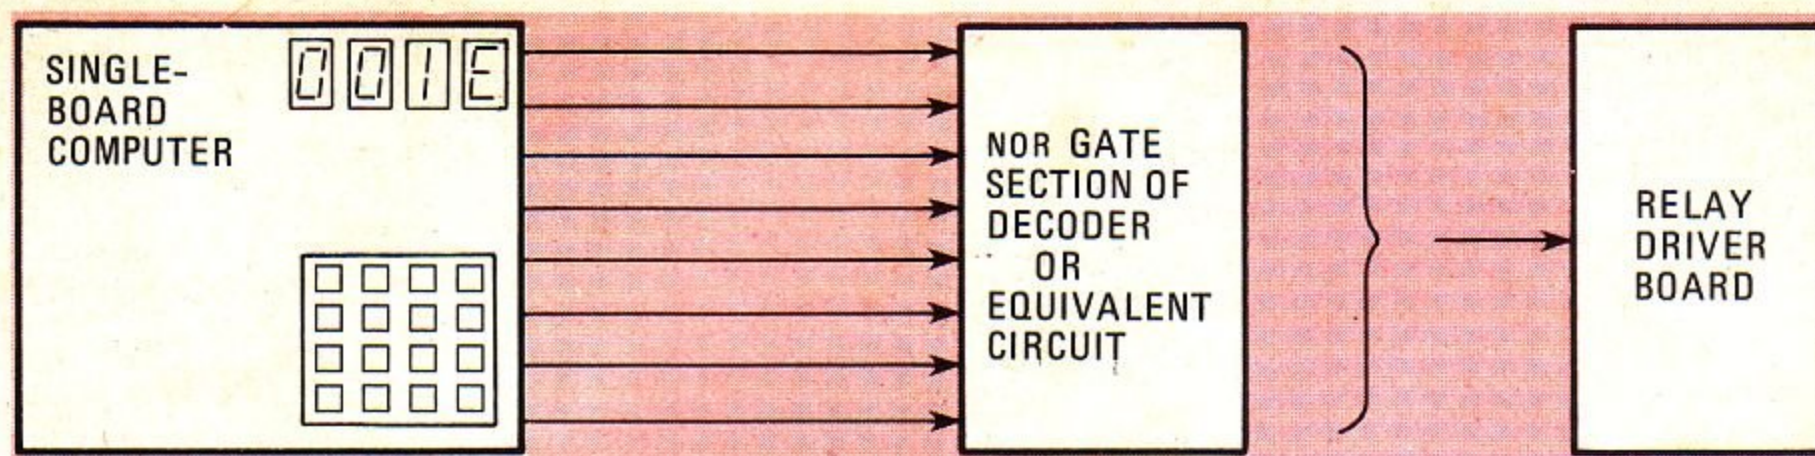 SINGLE-
BOARD
COMPUTER
001E
NOR GATE
SECTION OF
DECODER
OR
EQUIVALENT
CIRCUIT
RELAY
DRIVER
BOARD